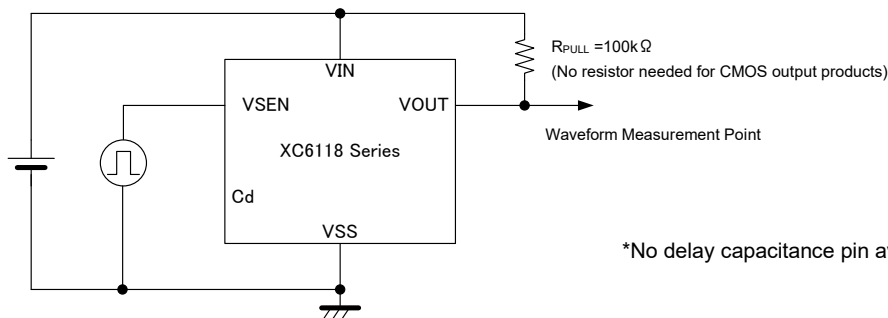 RPULL =100kΩ
(No resistor needed for CMOS output products)
VIN
VSEN
VOUT
Waveform Measurement Point
XC6118 Series
Cd
VSS
*No delay capacitance pin